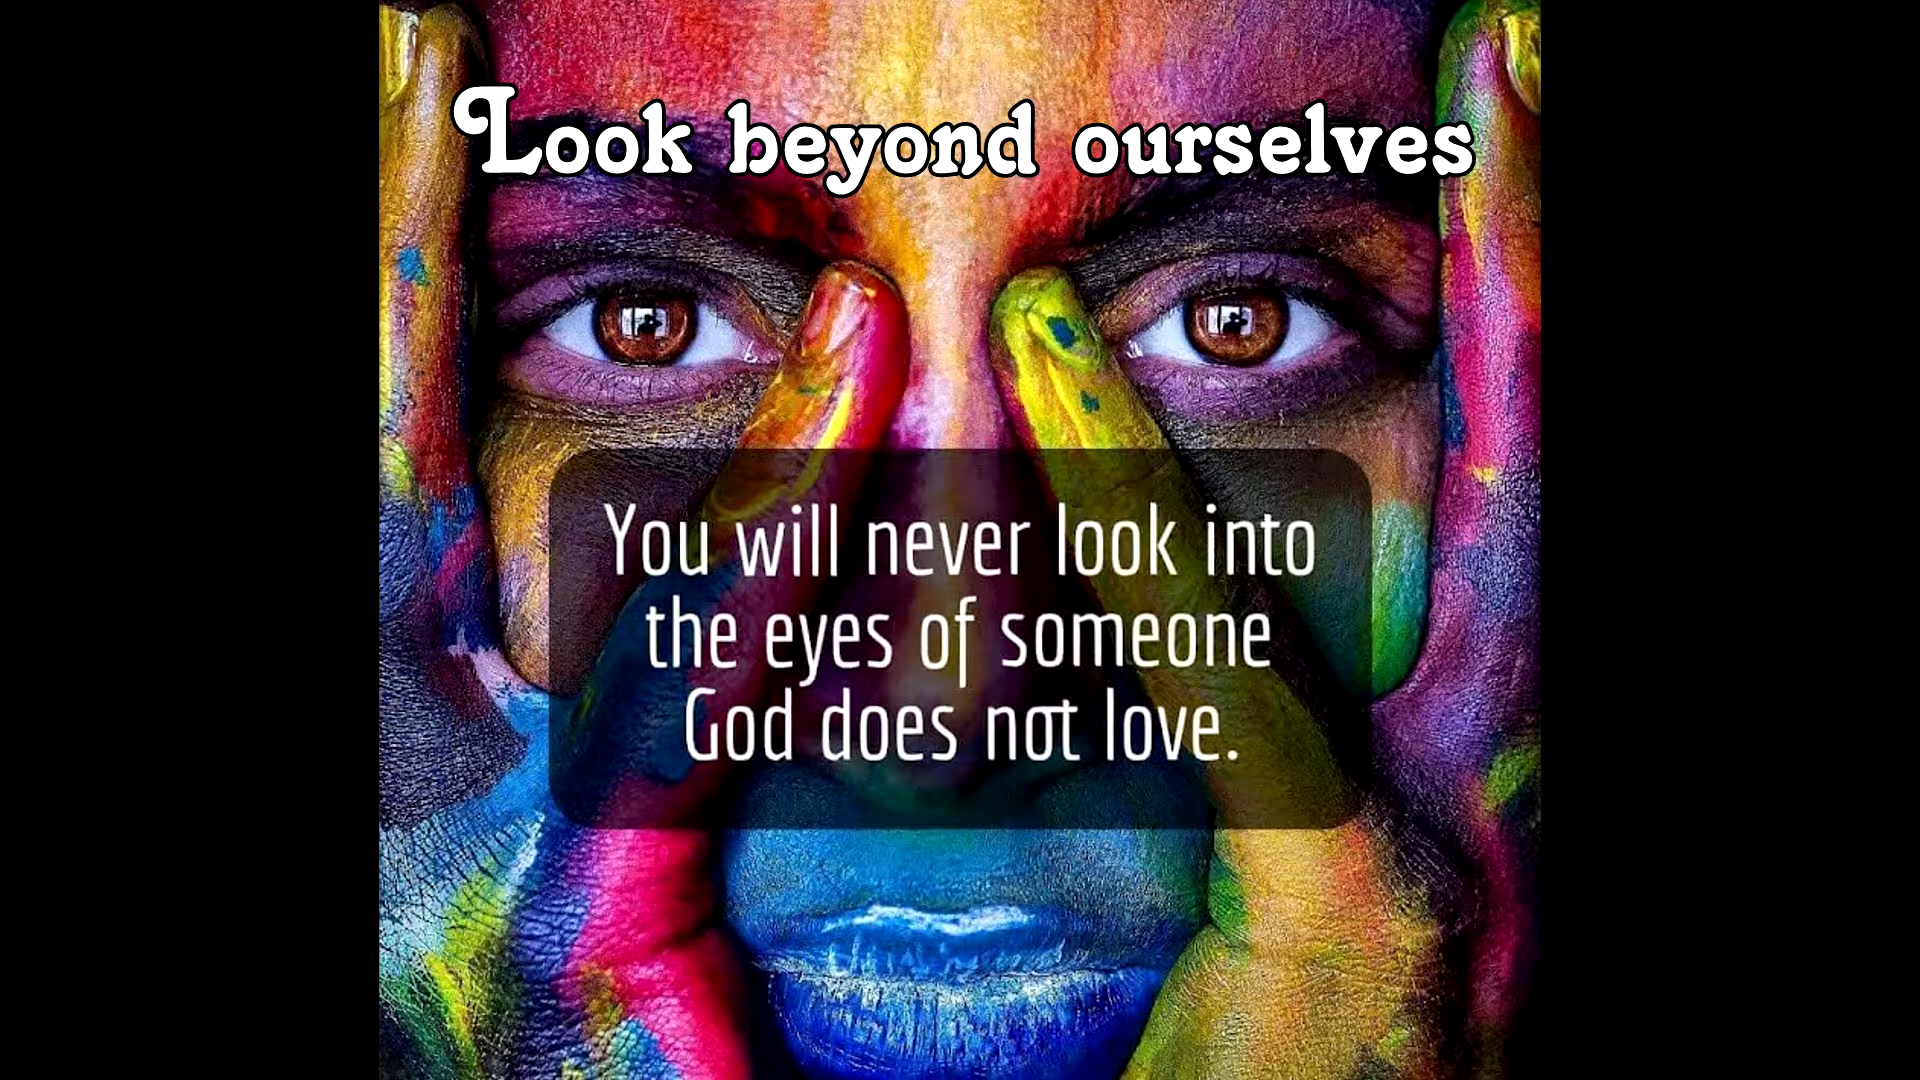 Look beyond ourselves
You will never look into
the eyes of someone
God does not love.